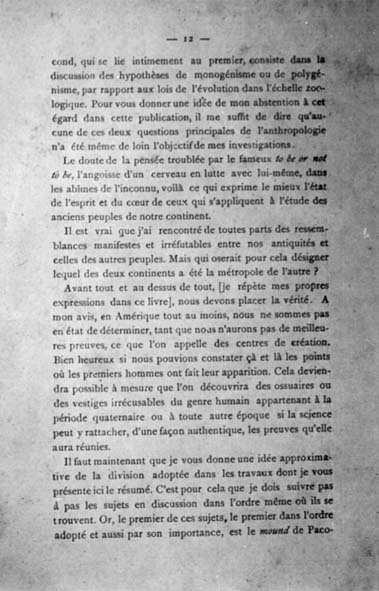 — 12 —
cond, qui se lie intimement au premier, consiste dans la
discussion des hypothèses de monogénisme ou de polygé-
nisme, par rapport aux lois de l'évolution dans l'échelle zoo-
logique. Pour vous donner une idée de mon abstention à cet
égard dans cette publication, il me suffit de dire qu'au-
cune de ces deux questions principales de l'anthropologie
n'a été même de loin l'objectif de mes investigations.
Le doute de la pensée troublée par le fameux to be or not
to be, l'angoisse d'un cerveau en lutte avec lui-même, dans
les abîmes de l'inconnu, voilà ce qui exprime le mieux l'état
de l'esprit et du cœur de ceux qui s'appliquent à l'étude des
anciens peuples de notre continent.
Il est vrai que j'ai rencontré de toutes parts des ressem-
blances manifestes et irréfutables entre nos antiquités et
celles des autres peuples. Mais qui oserait pour cela désigner
lequel des deux continents a été la métropole de l'autre ?
Avant tout et au dessus de tout, [je répète mes propres
expressions dans ce livre], nous devons placer la vérité. A
mon avis, en Amérique tout au moins, nous ne sommes pas
en état de déterminer, tant que nous n'aurons pas de meilleu-
res preuves, ce que l'on appelle des centres de création.
Bien heureux si nous pouvions constater çà et là les points
où les premiers hommes ont fait leur apparition. Cela devien-
dra possible à mesure que l'on découvrira des ossuaires ou
des vestiges irrécusables du genre humain appartenant à la
période quaternaire ou à toute autre époque si la science
peut y rattacher, d'une façon authentique, les preuves qu'elle
aura réunies.
Il faut maintenant que je vous donne une idée approxima-
tive de la division adoptée dans les travaux dont je vous
présente ici le résumé. C'est pour cela que je dois suivre pas
à pas les sujets en discussion dans l'ordre même où ils se
trouvent. Or, le premier de ces sujets, le premier dans l'ordre
adopté et aussi par son importance, est le mound de Paco-